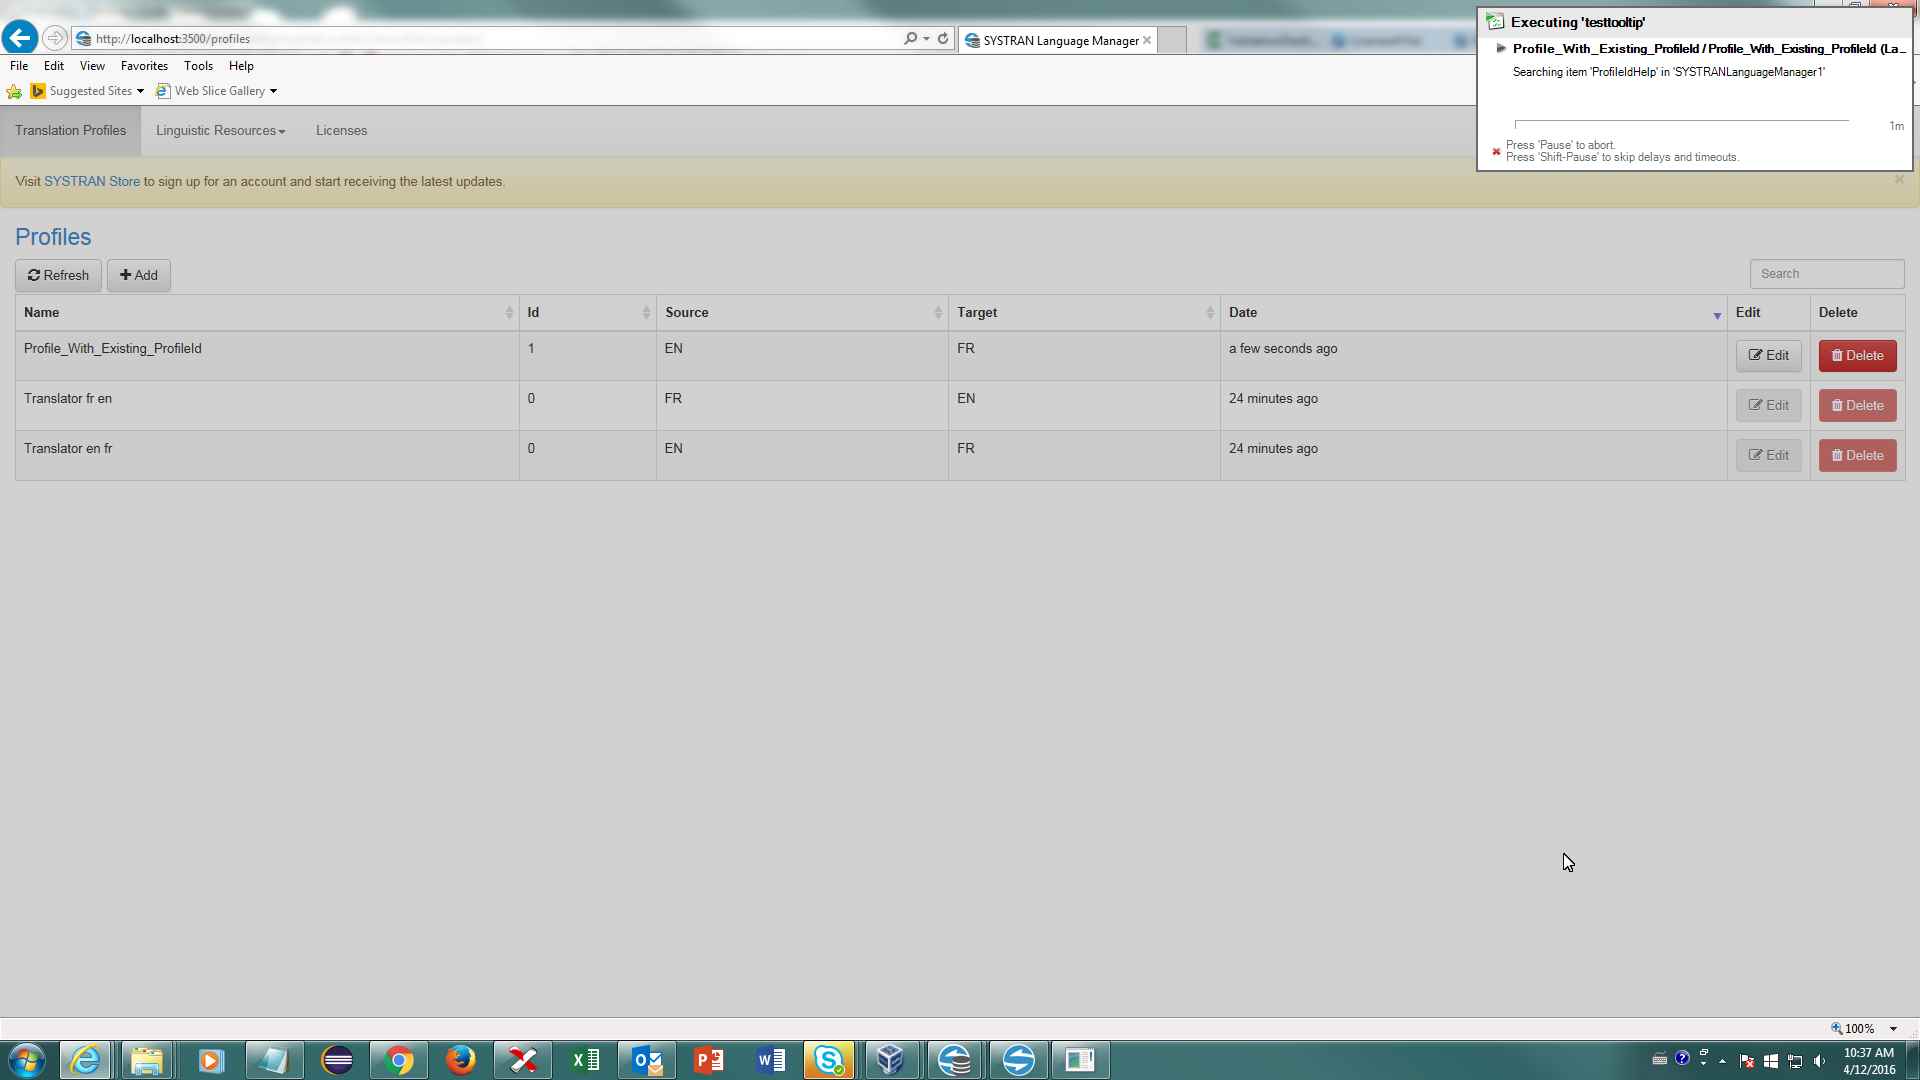 http://localhost:3500/profiles
SYSTRAN Language Manager
File Edit View Favorites Tools Help
Suggested Sites Web Slice Gallery
Executing 'testtooltip'
Profile_With_Existing_ProfileId / Profile_With_Existing_ProfileId (La...
Searching item 'ProfileIdHelp' in 'SYSTRANLanguageManager1'
1m
Press 'Pause' to abort.
Press 'Shift-Pause' to skip delays and timeouts.
Translation Profiles Linguistic Resources Licenses
Visit SYSTRAN Store to sign up for an account and start receiving the latest updates.
Profiles
Refresh Add Search
Name Id Source Target Date Edit Delete
Profile_With_Existing_ProfileId 1 EN FR a few seconds ago Edit Delete
Translator fr en 0 FR EN 24 minutes ago Edit Delete
Translator en fr 0 EN FR 24 minutes ago Edit Delete
100%
10:37 AM
4/12/2016